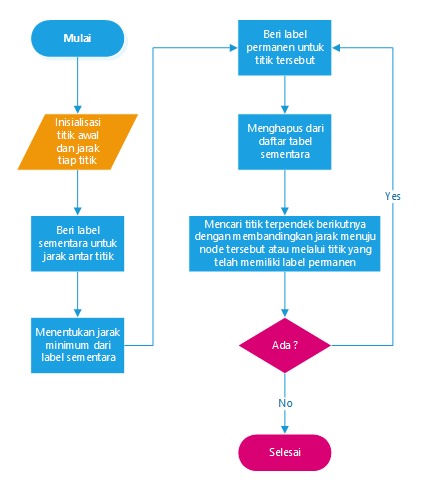 Mulai
Inisialisasi
titik awal
dan jarak
tiap titik
Beri label
sementara untuk
jarak antar titik
Menentukan jarak
minimum dari
label sementara
Beri label
permanen untuk
titik tersebut
Menghapus dari
daftar tabel
sementara
Mencari titik terpendek berikutnya
dengan membandingkan jarak menuju
node tersebut atau melalui titik yang
telah memiliki label permanen
Ada ?
Yes
No
Selesai